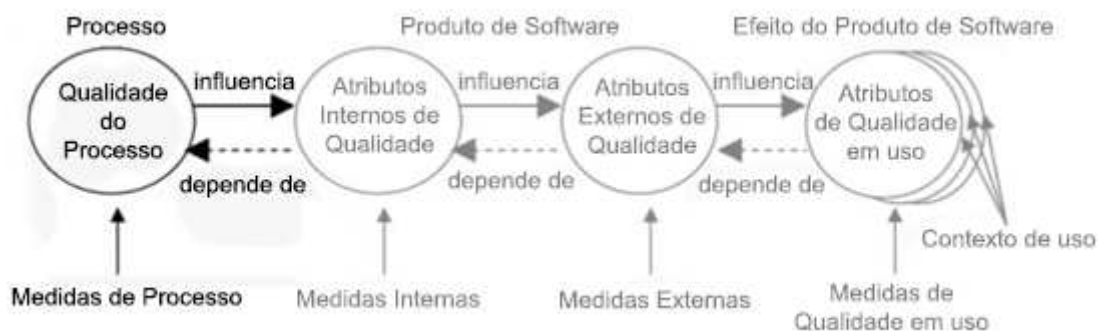 Processo
Produto de Software
Efeito do Produto de Software
Qualidade
do
Processo
influencia
depende de
Atributos
Internos de
Qualidade
influencia
depende de
Atributos
Externos de
Qualidade
influencia
depende de
Atributos
de Qualidade
em uso
Contexto de uso
Medidas de Processo
Medidas Internas
Medidas Externas
Medidas de
Qualidade em uso